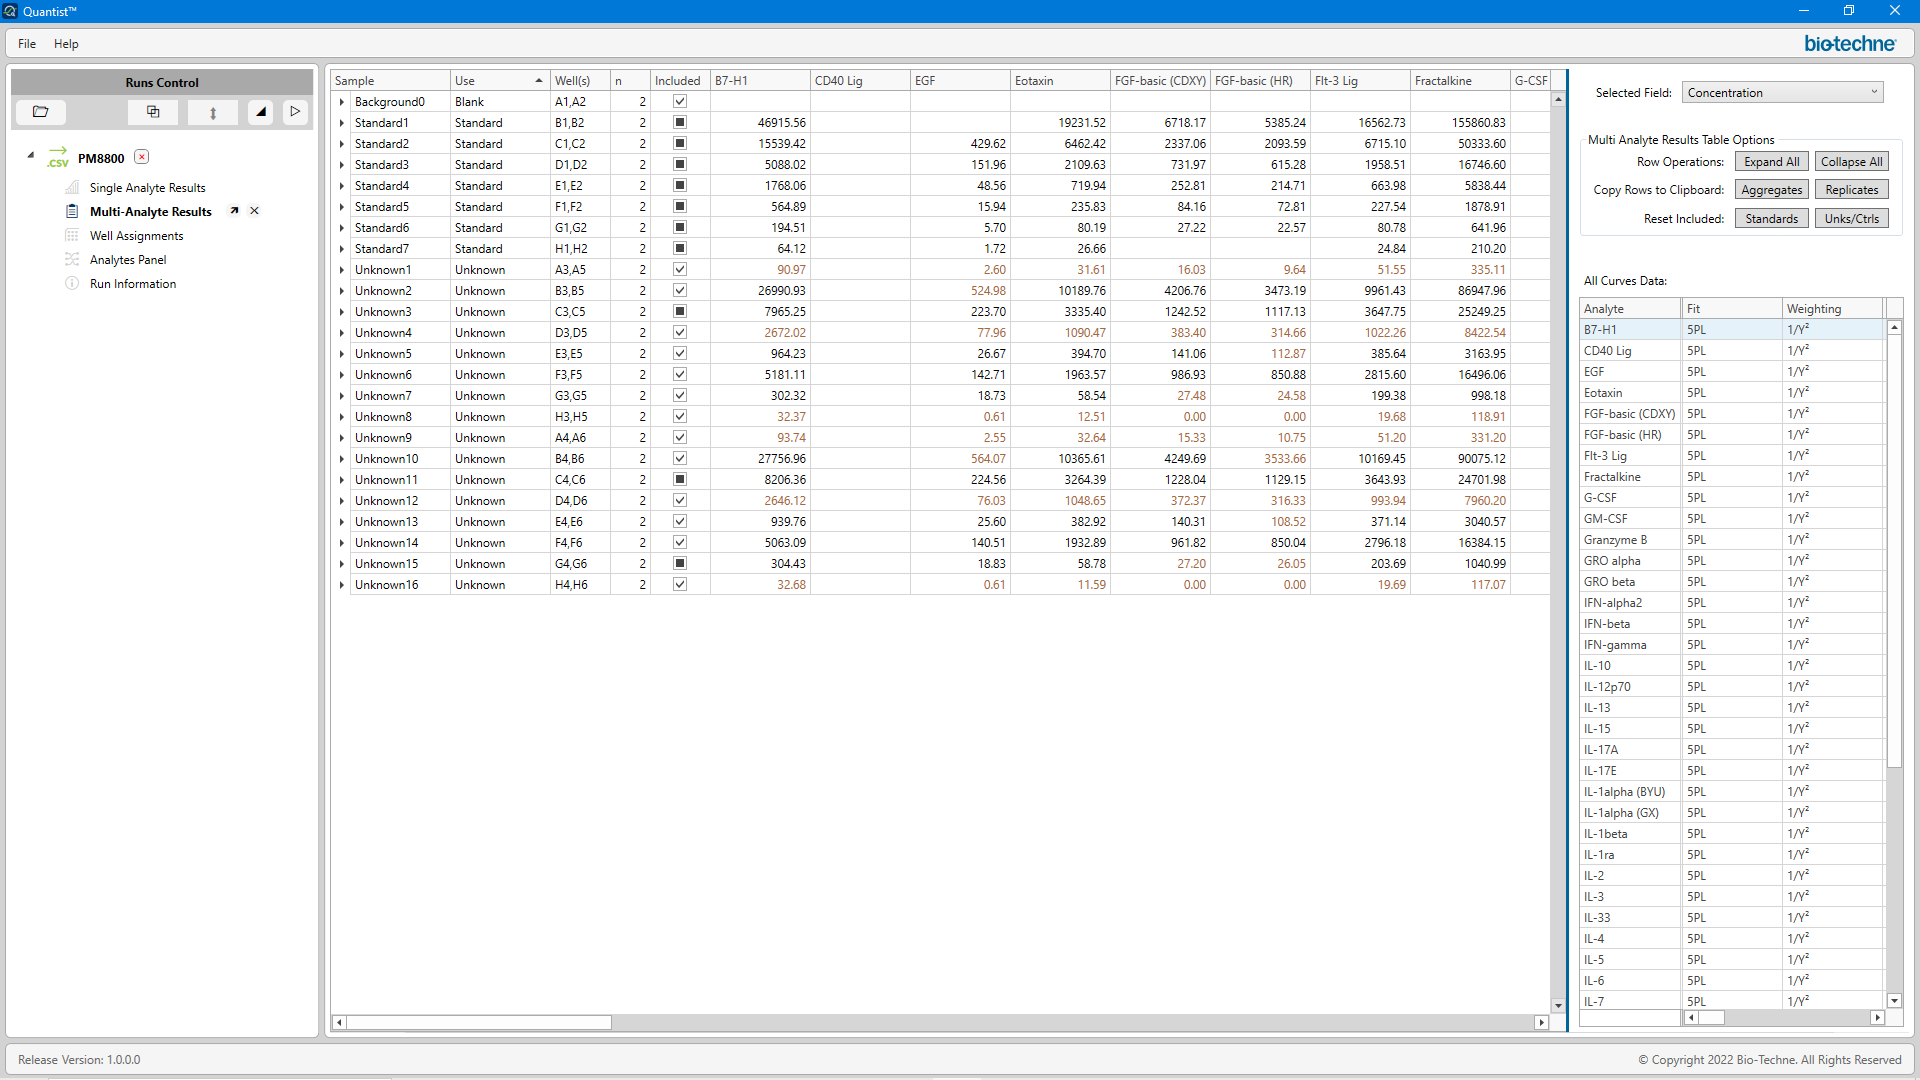 Quantist™
File Help
bio-techne
Runs Control
.CSV PM8800
Single Analyte Results
Multi-Analyte Results
Well Assignments
Analytes Panel
Run Information
Sample Use Well(s) n Included B7-H1 CD40 Lig EGF Eotaxin FGF-basic (CDXY) FGF-basic (HR) Flt-3 Lig Fractalkine G-CSF
Background0 Blank A1,A2 2
Standard1 Standard B1,B2 2 46915.56 19231.52 6718.17 5385.24 16562.73 155860.83
Standard2 Standard C1,C2 2 15539.42 429.62 6462.42 2337.06 2093.59 6715.10 50333.60
Standard3 Standard D1,D2 2 5088.02 151.96 2109.63 731.97 615.28 1958.51 16746.60
Standard4 Standard E1,E2 2 1768.06 48.56 719.94 252.81 214.71 663.98 5838.44
Standard5 Standard F1,F2 2 564.89 15.94 235.83 84.16 72.81 227.54 1878.91
Standard6 Standard G1,G2 2 194.51 5.70 80.19 27.22 22.57 80.78 641.96
Standard7 Standard H1,H2 2 64.12 1.72 26.66 24.84 210.20
Unknown1 Unknown A3,A5 2 90.97 2.60 31.61 16.03 9.64 51.55 335.11
Unknown2 Unknown B3,B5 2 26990.93 524.98 10189.76 4206.76 3473.19 9961.43 86947.96
Unknown3 Unknown C3,C5 2 7965.25 223.70 3335.40 1242.52 1117.13 3647.75 25249.25
Unknown4 Unknown D3,D5 2 2672.02 77.96 1090.47 383.40 314.66 1022.26 8422.54
Unknown5 Unknown E3,E5 2 964.23 26.67 394.70 141.06 112.87 385.64 3163.95
Unknown6 Unknown F3,F5 2 5181.11 142.71 1963.57 986.93 850.88 2815.60 16496.06
Unknown7 Unknown G3,G5 2 302.32 18.73 58.54 27.48 24.58 199.38 998.18
Unknown8 Unknown H3,H5 2 32.37 0.61 12.51 0.00 0.00 19.68 118.91
Unknown9 Unknown A4,A6 2 93.74 2.55 32.64 15.33 10.75 51.20 331.20
Unknown10 Unknown B4,B6 2 27756.96 564.07 10365.61 4249.69 3533.66 10169.45 90075.12
Unknown11 Unknown C4,C6 2 8206.36 224.56 3264.39 1228.04 1129.15 3643.93 24701.98
Unknown12 Unknown D4,D6 2 2646.12 76.03 1048.65 372.37 316.33 993.94 7960.20
Unknown13 Unknown E4,E6 2 939.76 25.60 382.92 140.31 108.52 371.14 3040.57
Unknown14 Unknown F4,F6 2 5063.09 140.51 1932.89 961.82 850.04 2796.18 16384.15
Unknown15 Unknown G4,G6 2 304.43 18.83 58.78 27.20 26.05 203.69 1040.99
Unknown16 Unknown H4,H6 2 32.68 0.61 11.59 0.00 0.00 19.69 117.07
Selected Field: Concentration
Multi Analyte Results Table Options
Row Operations: Expand All Collapse All
Copy Rows to Clipboard: Aggregates Replicates
Reset Included: Standards Unks/Ctrls
All Curves Data:
Analyte Fit Weighting
B7-H1 5PL 1/Y²
CD40 Lig 5PL 1/Y²
EGF 5PL 1/Y²
Eotaxin 5PL 1/Y²
FGF-basic (CDXY) 5PL 1/Y²
FGF-basic (HR) 5PL 1/Y²
Flt-3 Lig 5PL 1/Y²
Fractalkine 5PL 1/Y²
G-CSF 5PL 1/Y²
GM-CSF 5PL 1/Y²
Granzyme B 5PL 1/Y²
GRO alpha 5PL 1/Y²
GRO beta 5PL 1/Y²
IFN-alpha2 5PL 1/Y²
IFN-beta 5PL 1/Y²
IFN-gamma 5PL 1/Y²
IL-10 5PL 1/Y²
IL-12p70 5PL 1/Y²
IL-13 5PL 1/Y²
IL-15 5PL 1/Y²
IL-17A 5PL 1/Y²
IL-17E 5PL 1/Y²
IL-1alpha (BYU) 5PL 1/Y²
IL-1alpha (GX) 5PL 1/Y²
IL-1beta 5PL 1/Y²
IL-1ra 5PL 1/Y²
IL-2 5PL 1/Y²
IL-3 5PL 1/Y²
IL-33 5PL 1/Y²
IL-4 5PL 1/Y²
IL-5 5PL 1/Y²
IL-6 5PL 1/Y²
IL-7 5PL 1/Y²
Release Version: 1.0.0.0
© Copyright 2022 Bio-Techne. All Rights Reserved